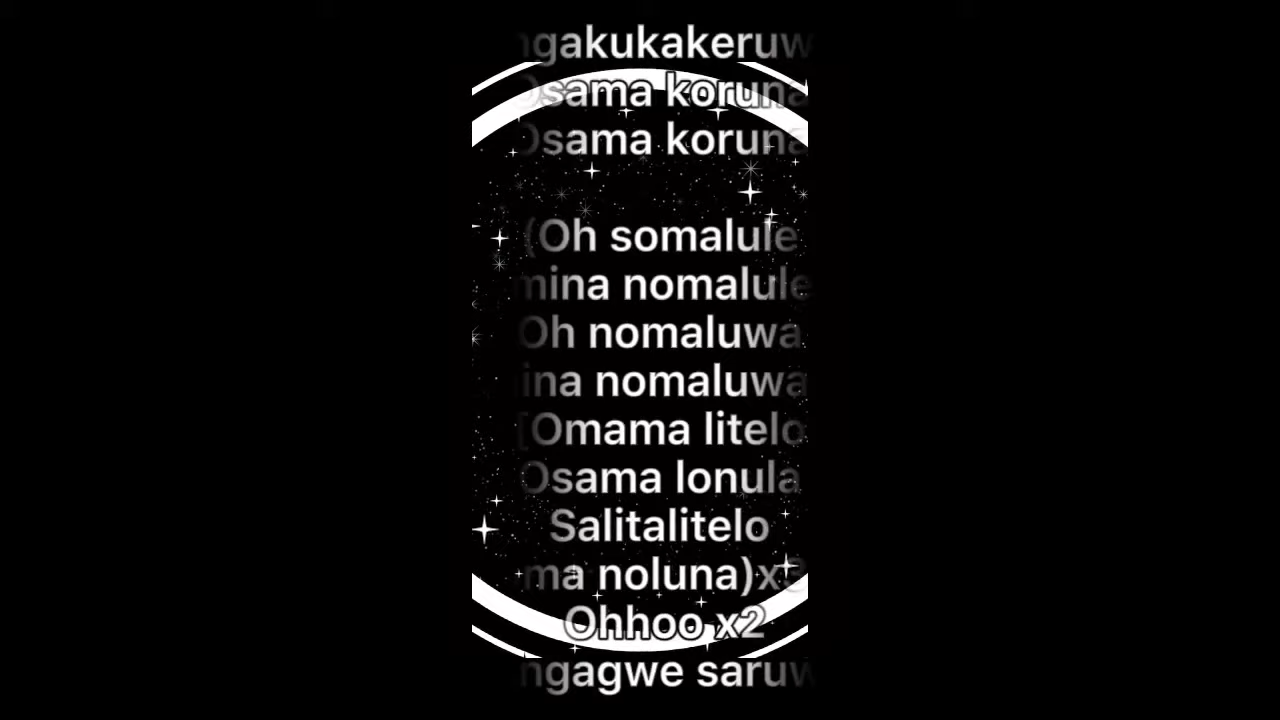 ngakukakeruw
Osama koruna
Osama koruna
(Oh somalule
mina nomalule
Oh nomaluwa
ina nomaluwa
[Omama litelo
Osama lonula
Salitalitelo
ma noluna)x3
Ohhoo x2
ngagwe saruw